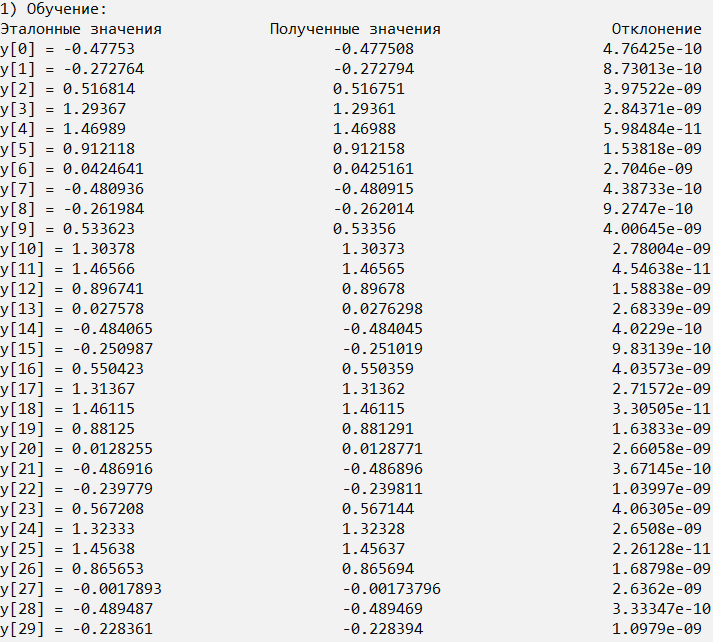 1) Обучение:
Эталонные значения Полученные значения Отклонение
y[0] = -0.47753 -0.477508 4.76425e-10
y[1] = -0.272764 -0.272794 8.73013e-10
y[2] = 0.516814 0.516751 3.97522e-09
y[3] = 1.29367 1.29361 2.84371e-09
y[4] = 1.46989 1.46988 5.98484e-11
y[5] = 0.912118 0.912158 1.53818e-09
y[6] = 0.0424641 0.0425161 2.7046e-09
y[7] = -0.480936 -0.480915 4.38733e-10
y[8] = -0.261984 -0.262014 9.2747e-10
y[9] = 0.533623 0.53356 4.00645e-09
y[10] = 1.30378 1.30373 2.78004e-09
y[11] = 1.46566 1.46565 4.54638e-11
y[12] = 0.896741 0.89678 1.58838e-09
y[13] = 0.027578 0.0276298 2.68339e-09
y[14] = -0.484065 -0.484045 4.0229e-10
y[15] = -0.250987 -0.251019 9.83139e-10
y[16] = 0.550423 0.550359 4.03573e-09
y[17] = 1.31367 1.31362 2.71572e-09
y[18] = 1.46115 1.46115 3.30505e-11
y[19] = 0.88125 0.881291 1.63833e-09
y[20] = 0.0128255 0.0128771 2.66058e-09
y[21] = -0.486916 -0.486896 3.67145e-10
y[22] = -0.239779 -0.239811 1.03997e-09
y[23] = 0.567208 0.567144 4.06305e-09
y[24] = 1.32333 1.32328 2.6508e-09
y[25] = 1.45638 1.45637 2.26128e-11
y[26] = 0.865653 0.865694 1.68798e-09
y[27] = -0.0017893 -0.00173796 2.6362e-09
y[28] = -0.489487 -0.489469 3.33347e-10
y[29] = -0.228361 -0.228394 1.0979e-09